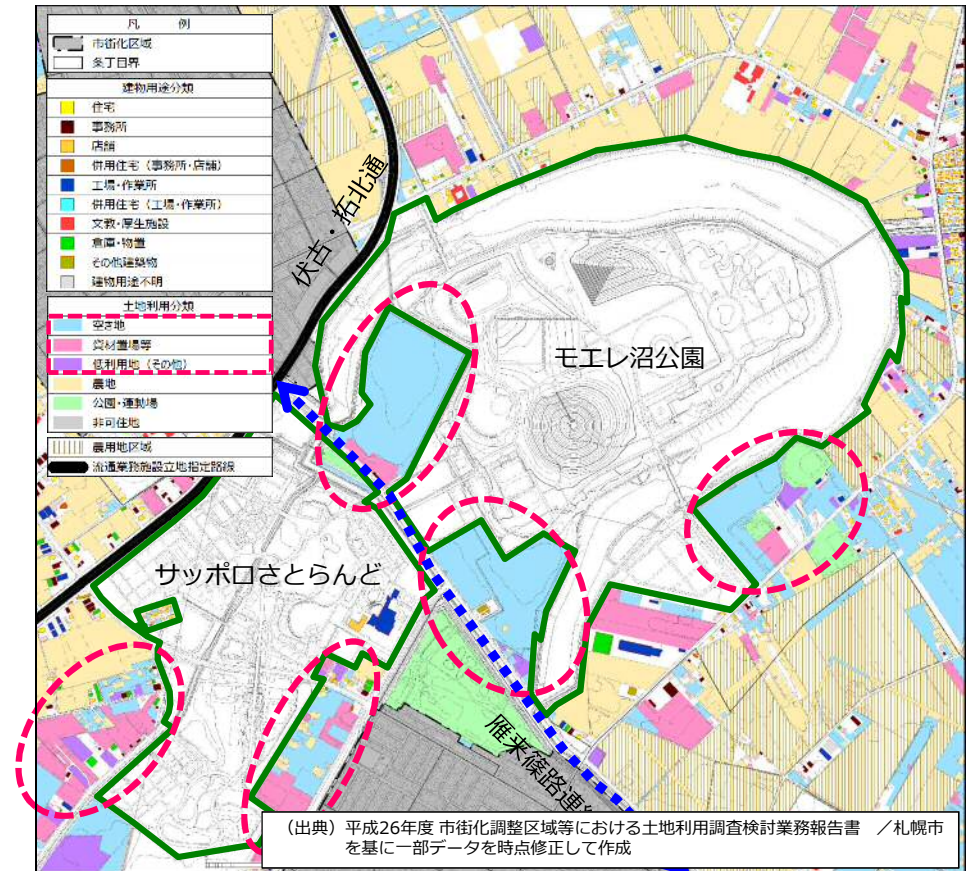 凡 例
市街化区域
条丁目界
建物用途分類
住宅
事務所
店舗
併用住宅（事務所・店舗）
工場・作業所
併用住宅（工場・作業所）
文教・厚生施設
倉庫・物置
その他建築物
建物用途不明
土地利用分類
空き地
資材置場等
低利用地（その他）
農地
公園・運動場
非可住地
農用地区域
流通業務施設立地指定路線
伏古・拓北通
モエレ沼公園
サッポロさとらんど
雁来篠路連
（出典）平成26年度 市街化調整区域等における土地利用調査検討業務報告書 ／札幌市
を基に一部データを時点修正して作成